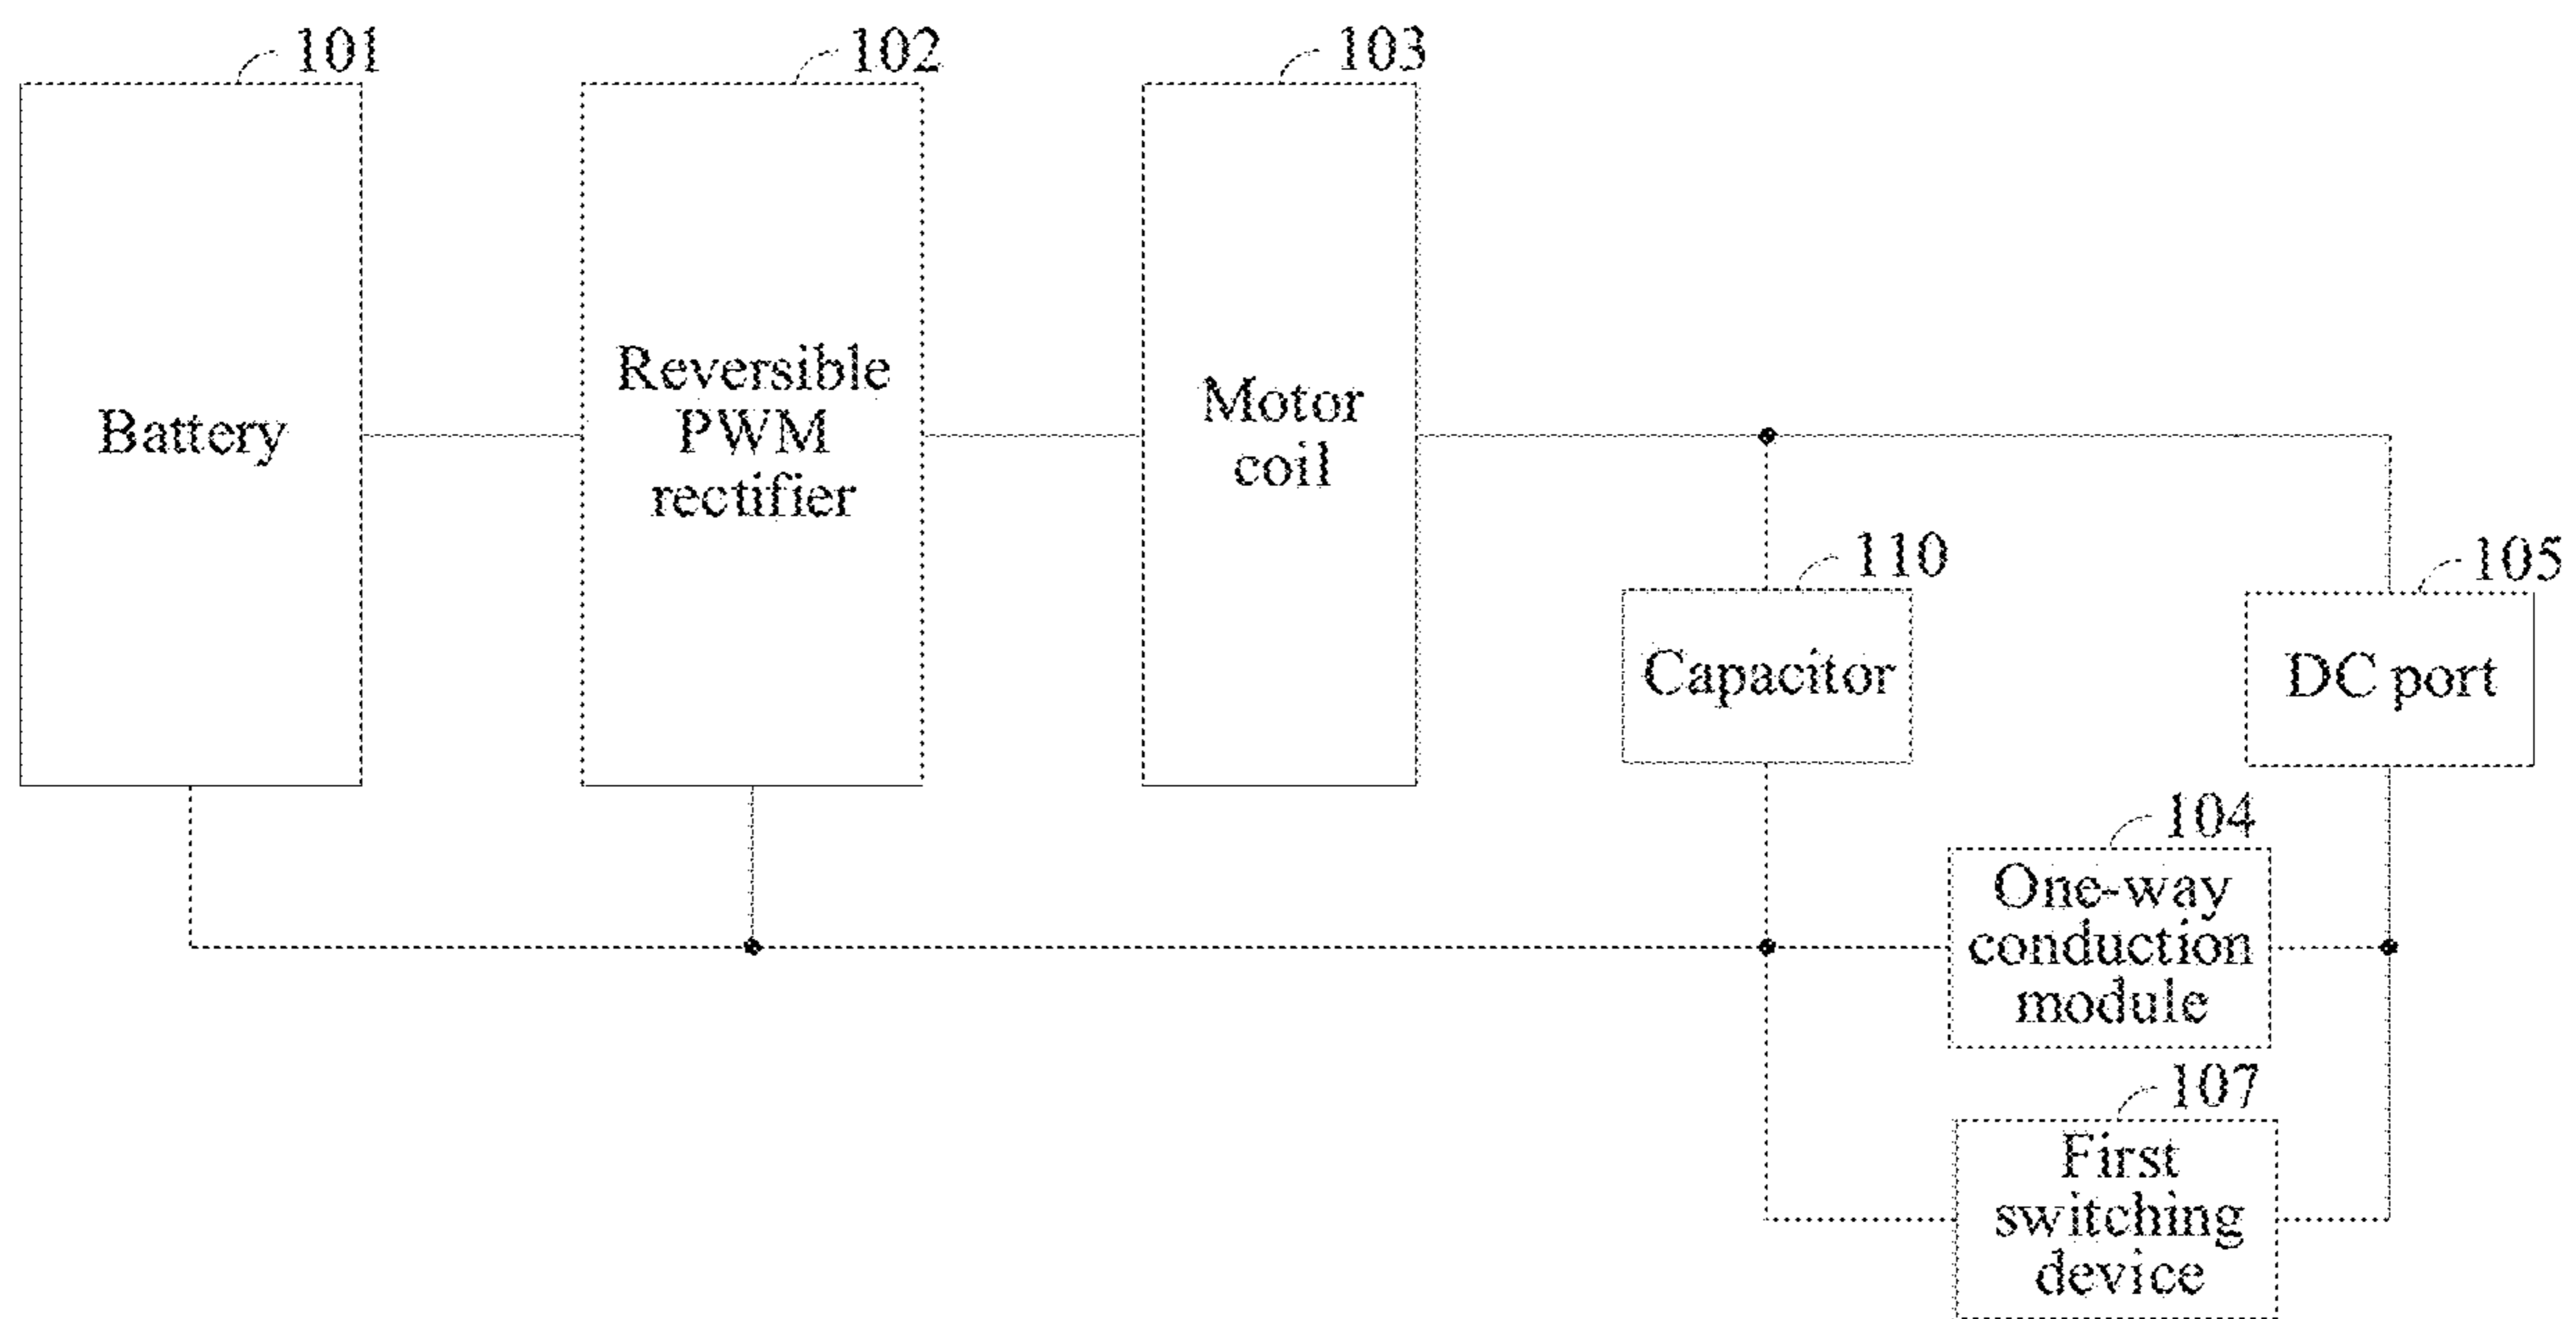 101
102
103
Battery
Reversible
PWM
rectifier
Motor
coil
110
105
Capacitor
DC port
104
One-way
conduction
module
107
First
switching
device